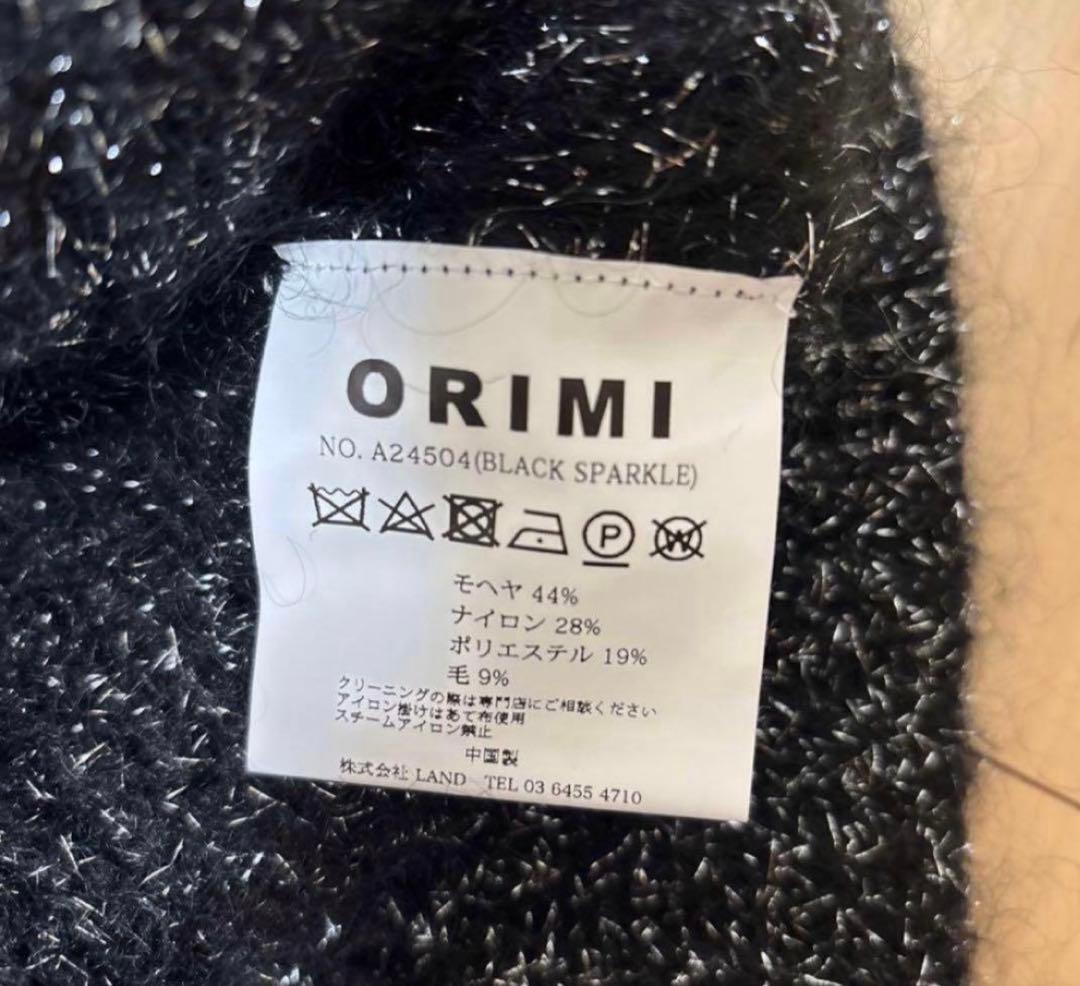 ORIMI
NO. A24504(BLACK SPARKLE)
P W
モヘヤ 44%
ナイロン 28%
ポリエステル 19%
毛 9%
クリーニングの際は専門店にご相談ください
アイロン掛けはあて布使用
スチームアイロン禁止
中国製
株式会社 LAND TEL 03 6455 4710